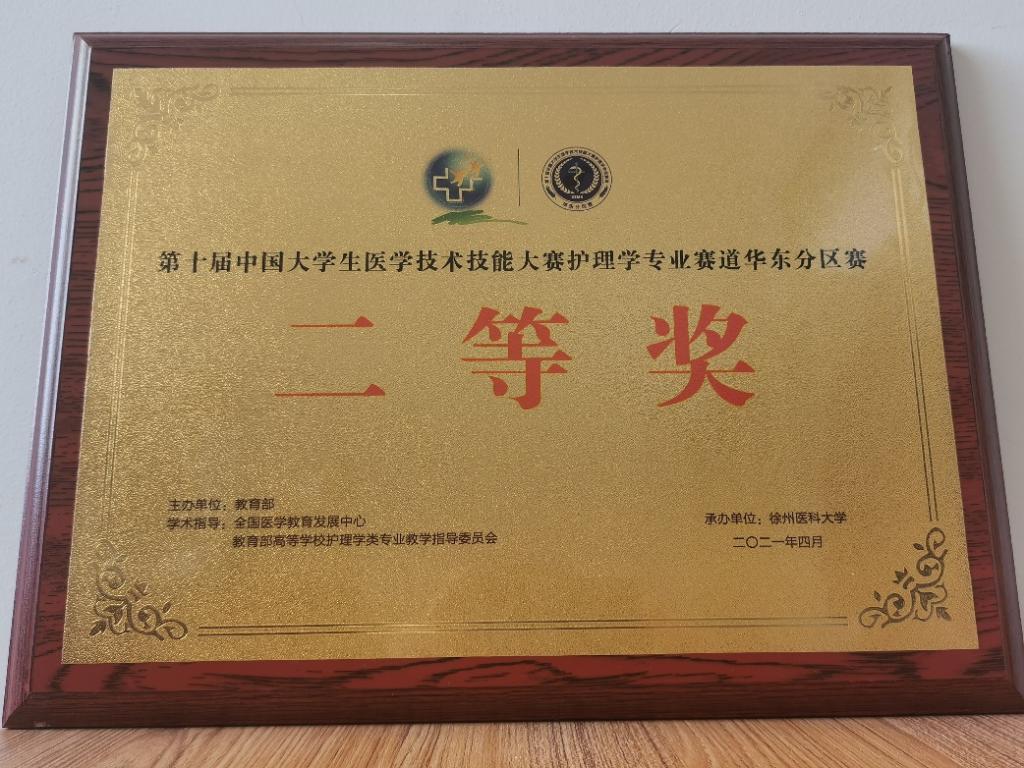 第十届中国大学生医学技术技能大赛护理学专业赛道华东分区赛
二等奖
主办单位：教育部
学术指导：全国医学教育发展中心
教育部高等学校护理学类专业教学指导委员会
承办单位：徐州医科大学
二〇二一年四月